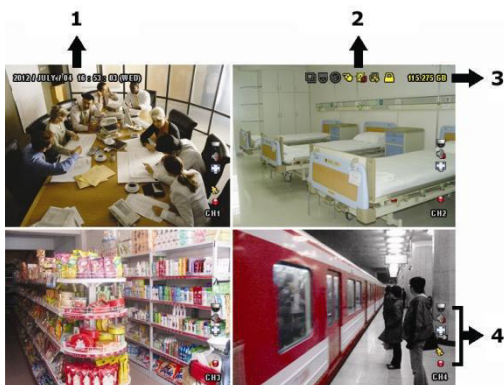 1
2
2012 / JULY / 04 16 : 53 : 03 (WED)
115.275 GB
3
CH1
CH2
CH3
CH4
4